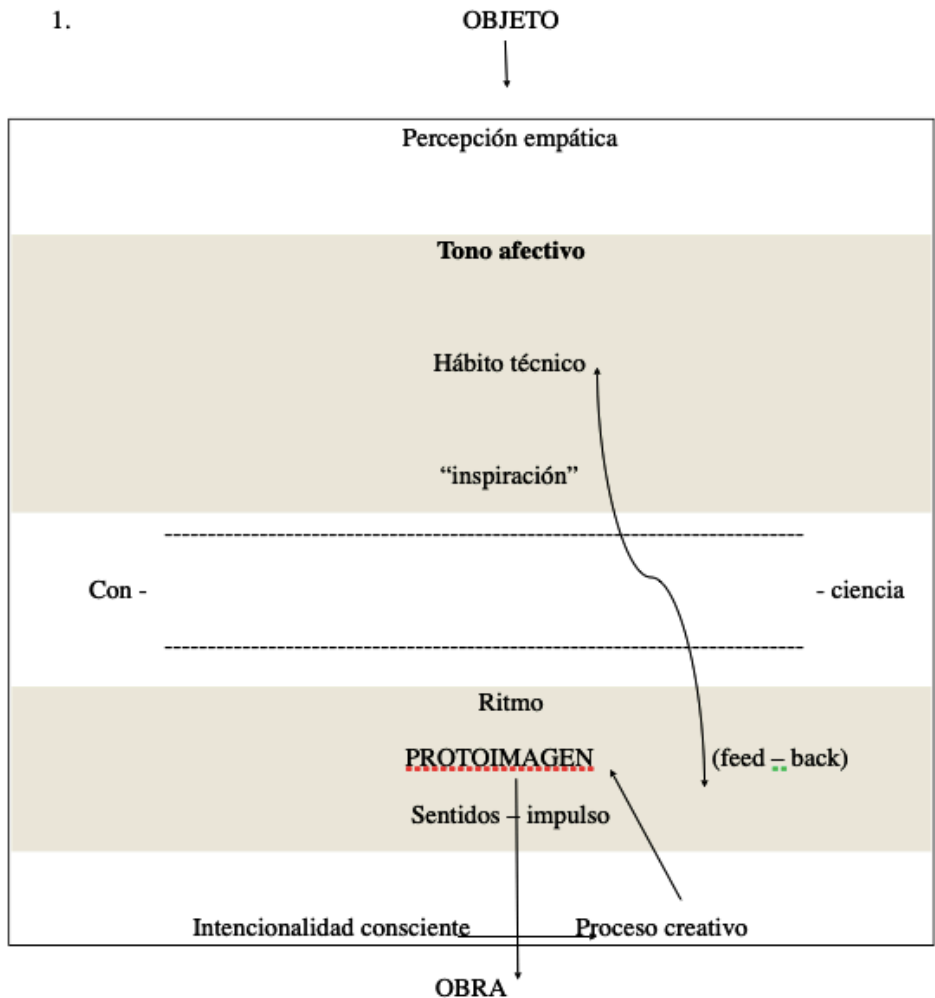 1. OBJETO
Percepción empática
Tono afectivo
Hábito técnico
“inspiración”
Con - - ciencia
Ritmo
PROTOIMAGEN (feed – back)
Sentidos – impulso
Intencionalidad consciente Proceso creativo
OBRA